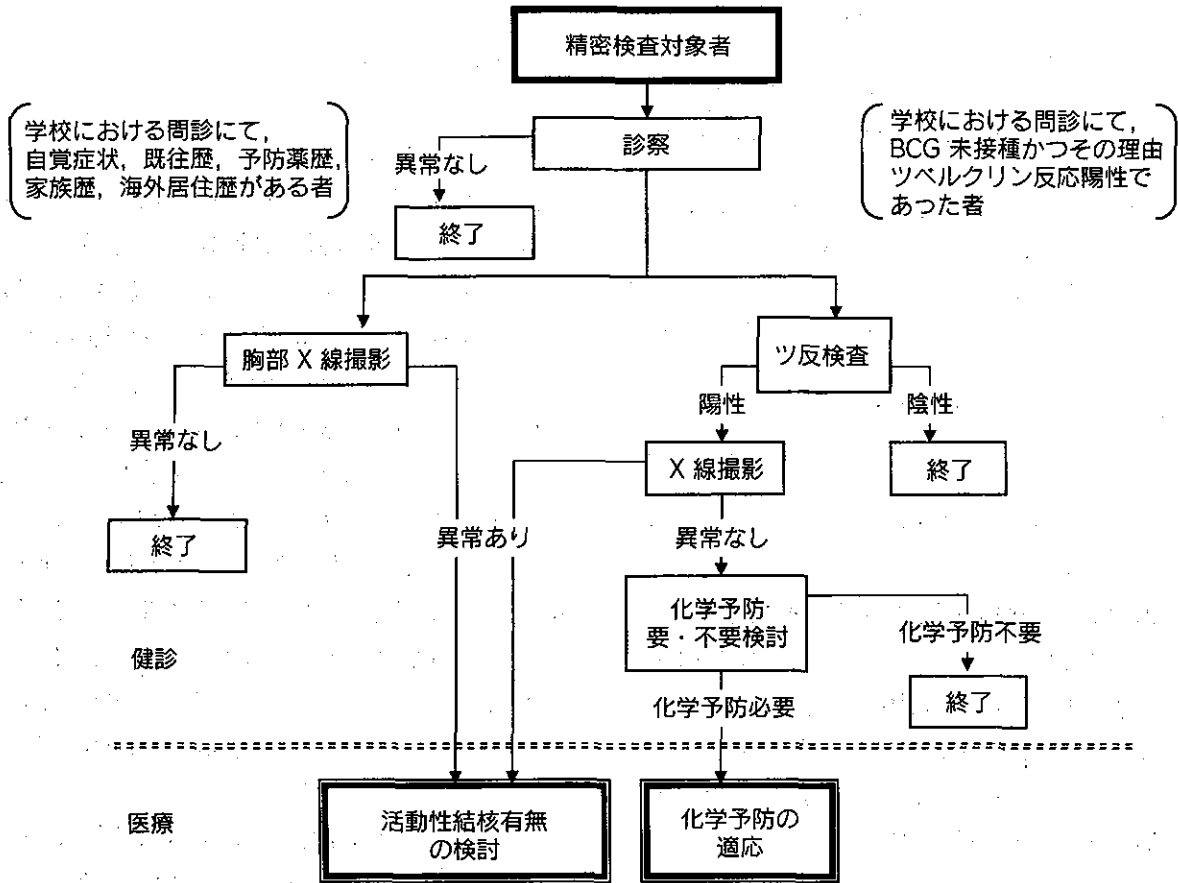 精密検査対象者
学校における問診にて,
自覚症状, 既往歴, 予防薬歴,
家族歴, 海外居住歴がある者
診察
学校における問診にて,
BCG 未接種かつその理由
ツベルクリン反応陽性で
あった者
異常なし
終了
胸部 X 線撮影
ツ反検査
陽性
陰性
異常なし
X 線撮影
終了
終了
異常あり
異常なし
化学予防
要・不要検討
化学予防不要
健診
終了
化学予防必要
医療
活動性結核有無
の検討
化学予防の
適応